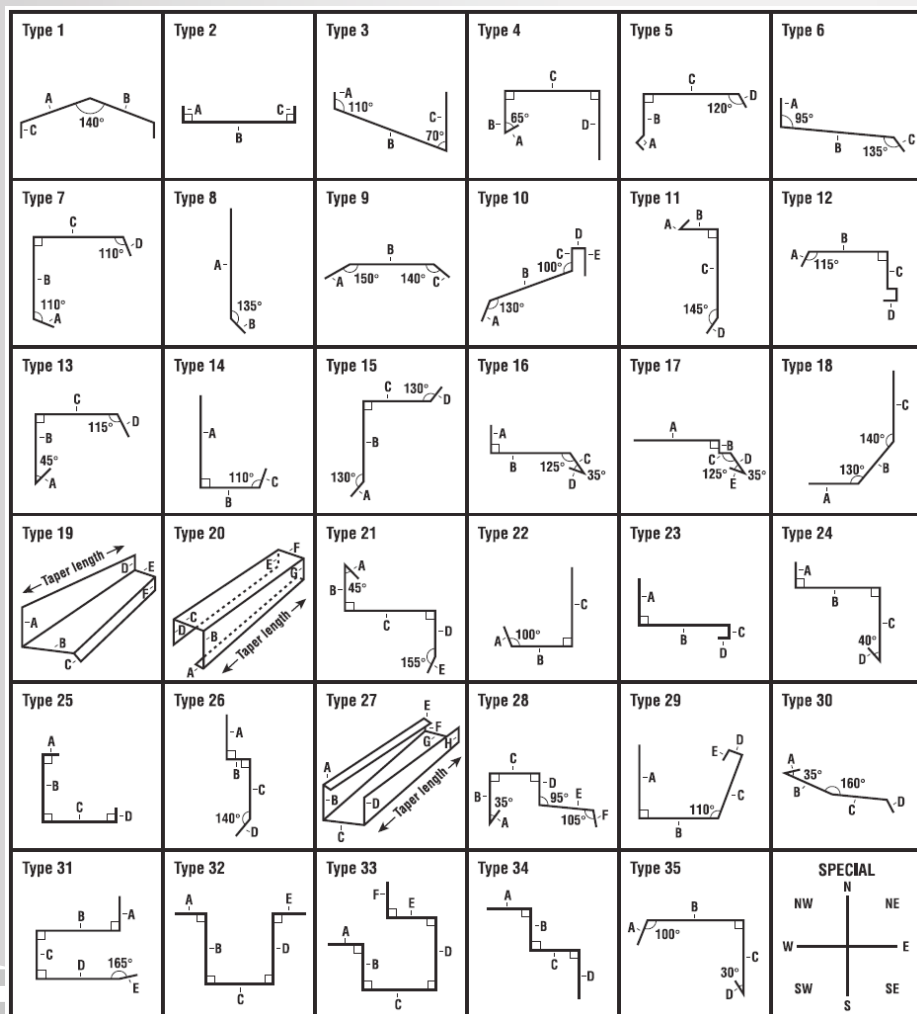 Type 1
A
B
C
140°
Type 2
A
C
B
Type 3
A
110°
C
70°
B
Type 4
C
65°
B
A
D
Type 5
C
D
120°
B
A
Type 6
A
95°
B
C
135°
Type 7
C
D
110°
B
110°
A
Type 8
A
135°
B
Type 9
B
A
150°
140°
C
Type 10
D
C
E
100°
B
130°
A
Type 11
B
A
C
145°
D
Type 12
B
A
115°
C
D
Type 13
C
115°
D
B
45°
A
Type 14
A
110°
C
B
Type 15
C
130°
D
B
130°
A
Type 16
A
B
C
125°
D
35°
Type 17
A
B
C
D
125°
E
35°
Type 18
C
140°
130°
B
A
Type 19
Taper length
D
E
F
A
B
C
Type 20
F
E
G
C
D
B
Taper length
A
Type 21
A
B
45°
C
D
155°
E
Type 22
C
A
100°
B
Type 23
A
B
C
D
Type 24
A
B
C
40°
D
Type 25
A
B
C
D
Type 26
A
B
C
140°
D
Type 27
E
F
G
H
A
B
D
C
Taper length
Type 28
C
D
B
35°
95°
E
A
105°
F
Type 29
D
E
A
C
110°
B
Type 30
A
35°
160°
B
C
D
Type 31
B
A
C
D
165°
E
Type 32
A
E
B
D
C
Type 33
F
E
A
D
B
C
Type 34
A
B
C
D
Type 35
B
A
100°
C
30°
D
SPECIAL
N
NW
NE
W
E
SW
SE
S